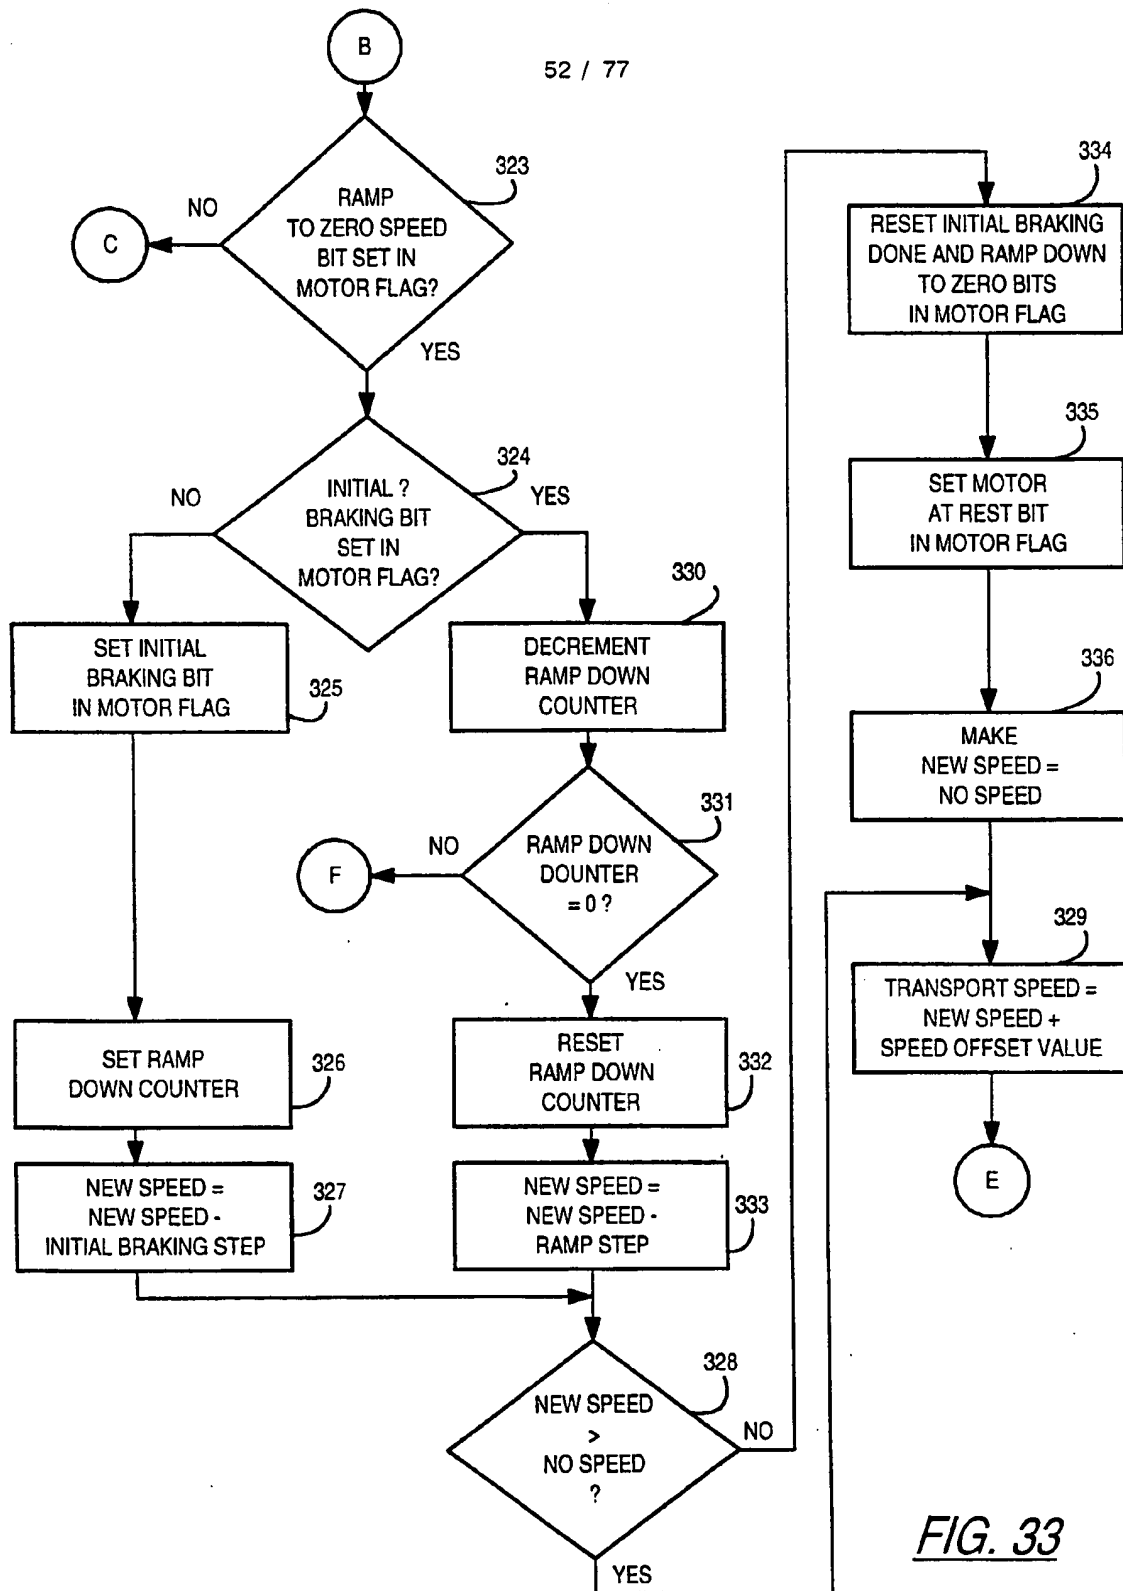 B
52 / 77
323
RAMP
TO ZERO SPEED
BIT SET IN
MOTOR FLAG?
NO
C
YES
324
INITIAL ?
BRAKING BIT
SET IN
MOTOR FLAG?
NO
YES
SET INITIAL
BRAKING BIT
IN MOTOR FLAG
325
330
DECREMENT
RAMP DOWN
COUNTER
331
RAMP DOWN
DOUNTER
= 0 ?
NO
F
YES
SET RAMP
DOWN COUNTER
326
RESET
RAMP DOWN
COUNTER
332
NEW SPEED =
NEW SPEED -
INITIAL BRAKING STEP
327
NEW SPEED =
NEW SPEED -
RAMP STEP
333
328
NEW SPEED
>
NO SPEED
?
NO
YES
334
RESET INITIAL BRAKING
DONE AND RAMP DOWN
TO ZERO BITS
IN MOTOR FLAG
335
SET MOTOR
AT REST BIT
IN MOTOR FLAG
336
MAKE
NEW SPEED =
NO SPEED
329
TRANSPORT SPEED =
NEW SPEED +
SPEED OFFSET VALUE
E
FIG. 33